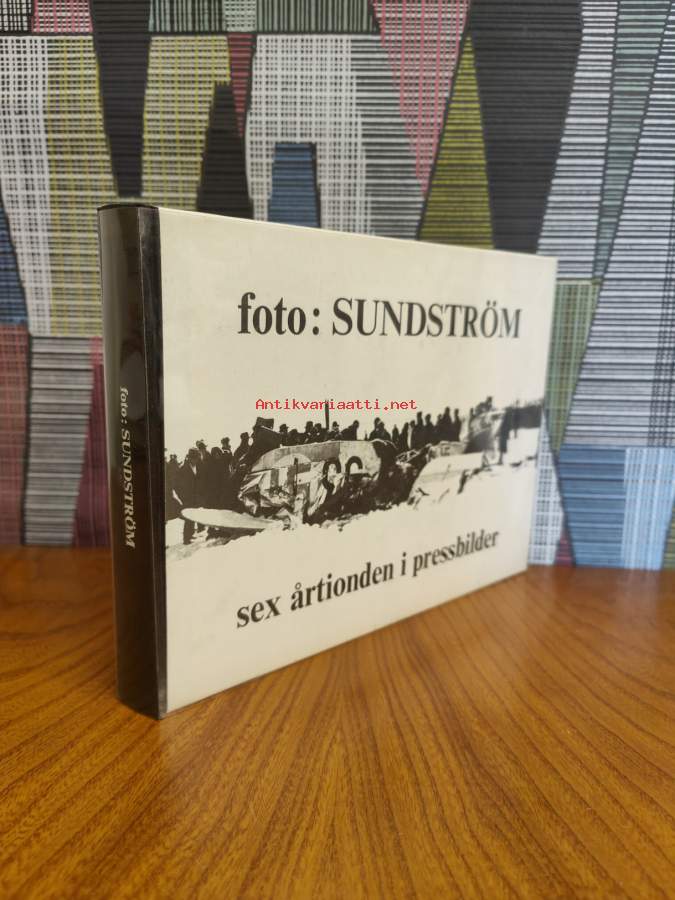 foto: SUNDSTRÖM
Antikvariaatti.net
sex årtionden i pressbilder
foto: SUNDSTRÖM